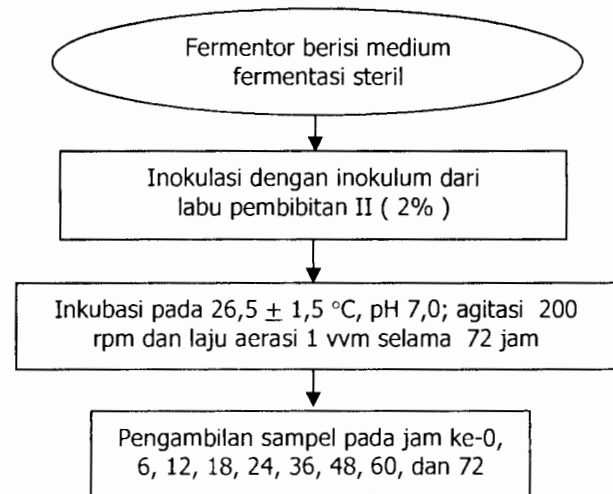 Fermentor berisi medium
fermentasi steril
Inokulasi dengan inokulum dari
labu pembibitan II ( 2% )
Inkubasi pada 26,5 ± 1,5 °C, pH 7,0; agitasi 200
rpm dan laju aerasi 1 vvm selama 72 jam
Pengambilan sampel pada jam ke-0,
6, 12, 18, 24, 36, 48, 60, dan 72